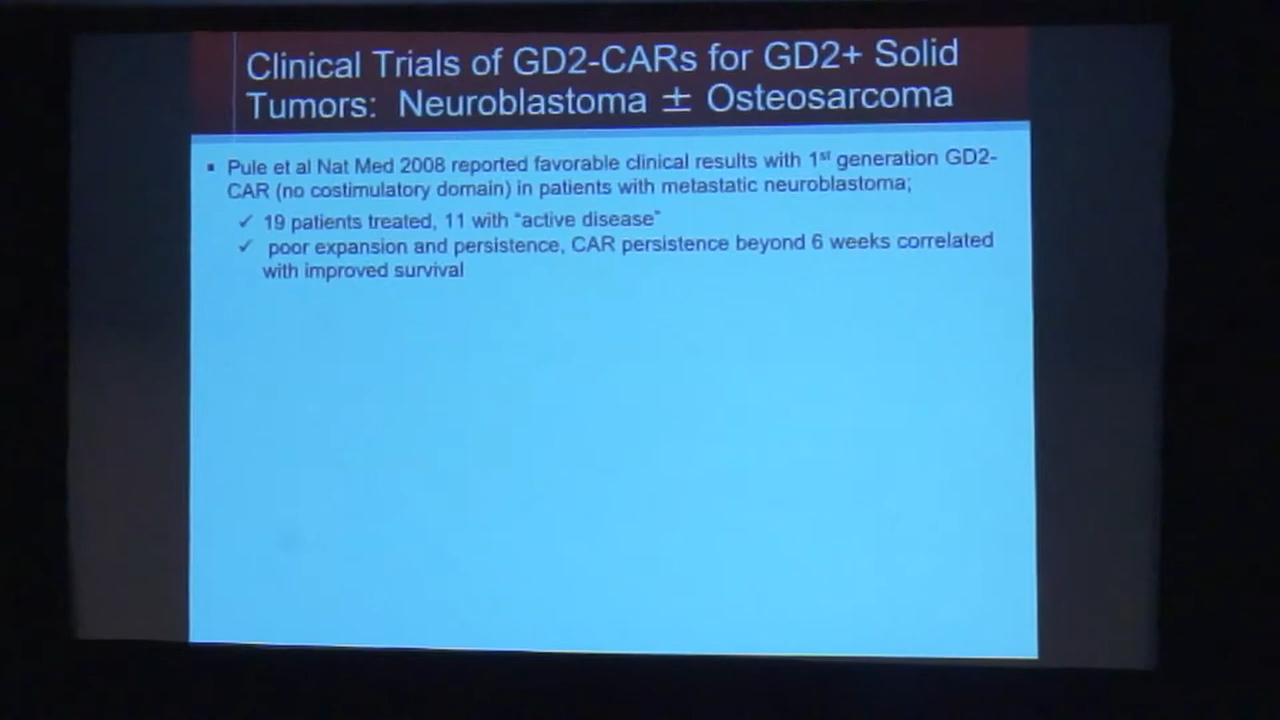 Clinical Trials of GD2-CARs for GD2+ Solid
Tumors: Neuroblastoma ± Osteosarcoma
▪ Pule et al Nat Med 2008 reported favorable clinical results with 1st generation GD2-
CAR (no costimulatory domain) in patients with metastatic neuroblastoma;
✓ 19 patients treated, 11 with “active disease”
✓ poor expansion and persistence, CAR persistence beyond 6 weeks correlated
with improved survival